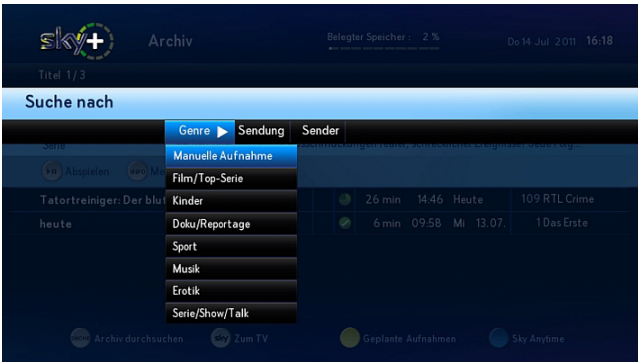 sky+ Archiv Belegter Speicher : 2 % Do 14 Jul 2011 16:18
Titel 1/3
Suche nach
Genre Sendung Sender
Serie
Manuelle Aufnahme
Abspielen
Film/Top-Serie
Tatortreiniger: Der blut Kinder 26 min 14:46 Heute 109 RTL Crime
heute Doku/Reportage 6 min 09:58 Mi 13.07. 1 Das Erste
Sport
Musik
Erotik
Serie/Show/Talk
Archiv durchsuchen sky Zum TV Geplante Aufnahmen Sky Anytime